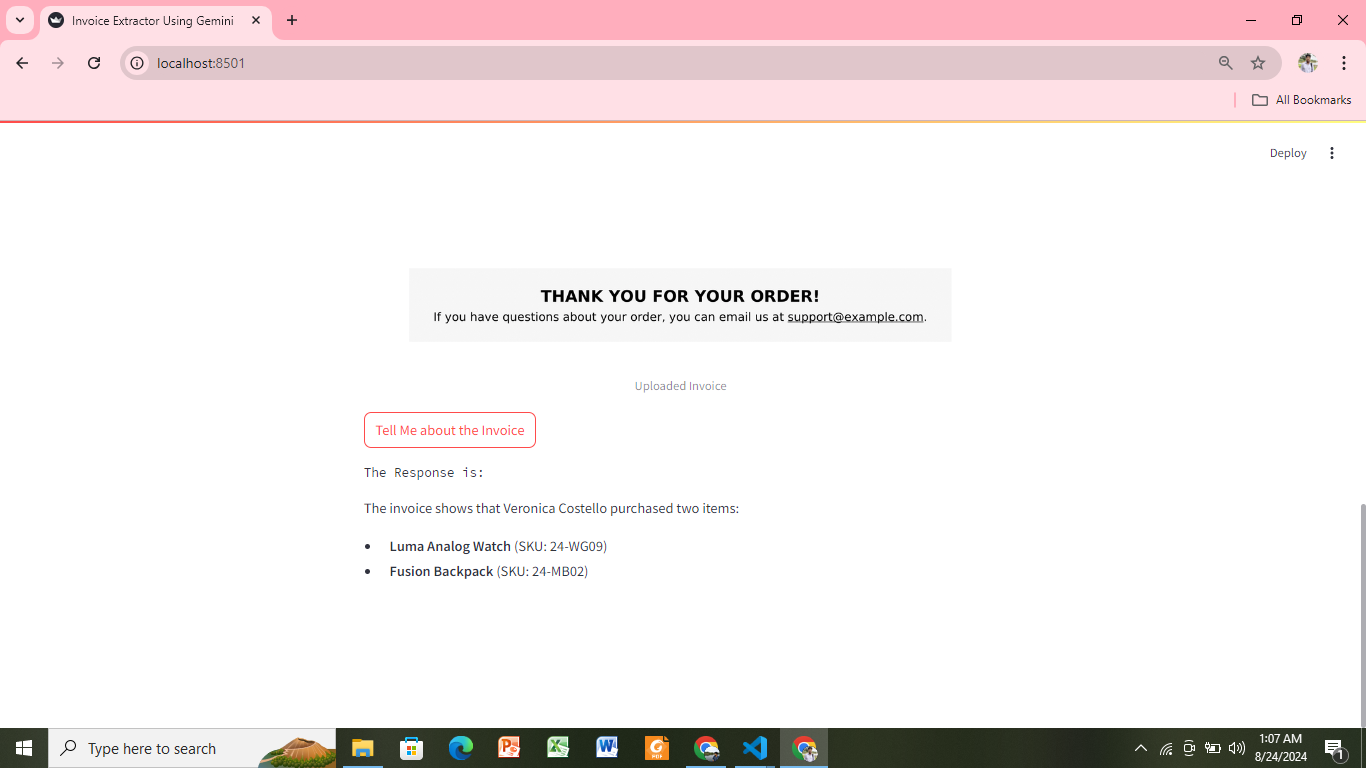 Invoice Extractor Using Gemini
localhost:8501
All Bookmarks
Deploy
THANK YOU FOR YOUR ORDER!
If you have questions about your order, you can email us at support@example.com.
Uploaded Invoice
Tell Me about the Invoice
The Response is:
The invoice shows that Veronica Costello purchased two items:
Luma Analog Watch (SKU: 24-WG09)
Fusion Backpack (SKU: 24-MB02)
Type here to search
1:07 AM
8/24/2024
1